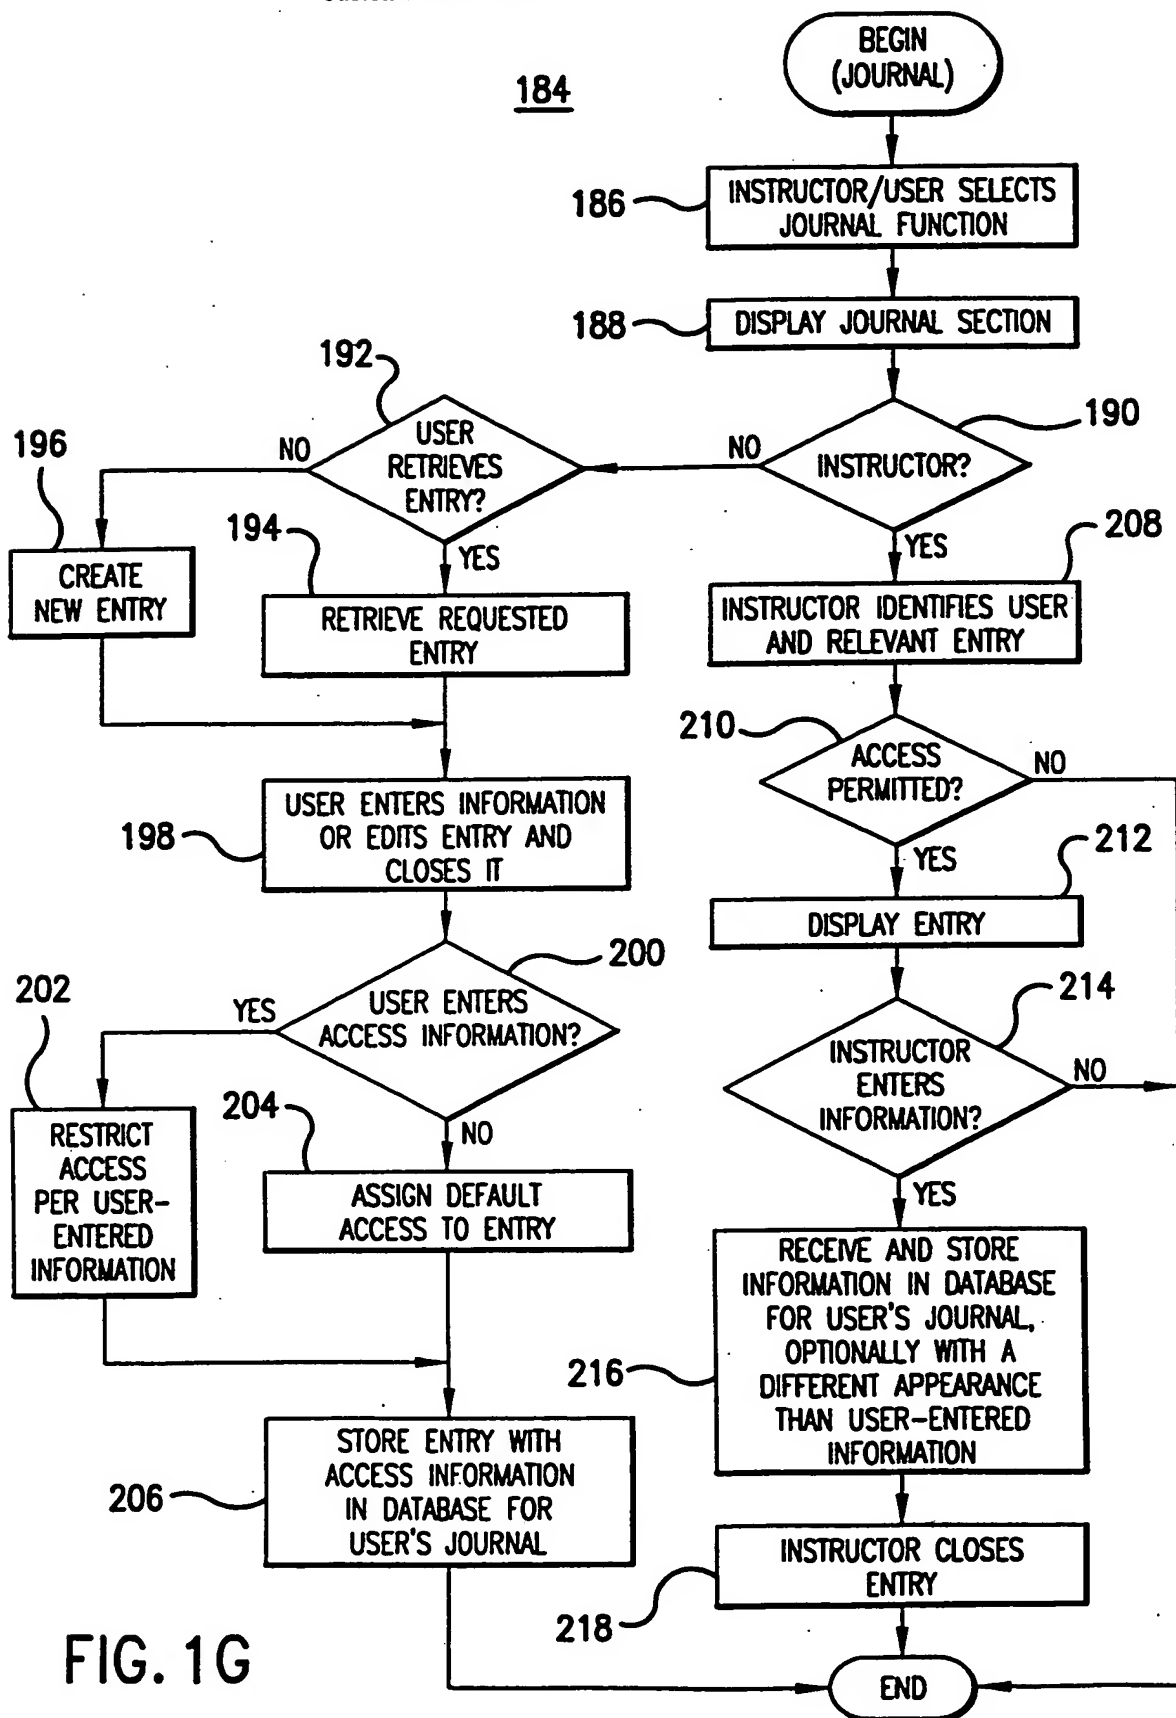 184
BEGIN
(JOURNAL)
186
INSTRUCTOR/USER SELECTS
JOURNAL FUNCTION
188
DISPLAY JOURNAL SECTION
190
INSTRUCTOR?
NO
YES
192
USER
RETRIEVES
ENTRY?
NO
YES
196
CREATE
NEW ENTRY
194
RETRIEVE REQUESTED
ENTRY
198
USER ENTERS INFORMATION
OR EDITS ENTRY AND
CLOSES IT
200
USER ENTERS
ACCESS INFORMATION?
YES
NO
202
RESTRICT
ACCESS
PER USER-
ENTERED
INFORMATION
204
ASSIGN DEFAULT
ACCESS TO ENTRY
206
STORE ENTRY WITH
ACCESS INFORMATION
IN DATABASE FOR
USER'S JOURNAL
208
INSTRUCTOR IDENTIFIES USER
AND RELEVANT ENTRY
210
ACCESS
PERMITTED?
NO
YES
212
DISPLAY ENTRY
214
INSTRUCTOR
ENTERS
INFORMATION?
NO
YES
216
RECEIVE AND STORE
INFORMATION IN DATABASE
FOR USER'S JOURNAL,
OPTIONALLY WITH A
DIFFERENT APPEARANCE
THAN USER-ENTERED
INFORMATION
218
INSTRUCTOR CLOSES
ENTRY
END
FIG. 1G